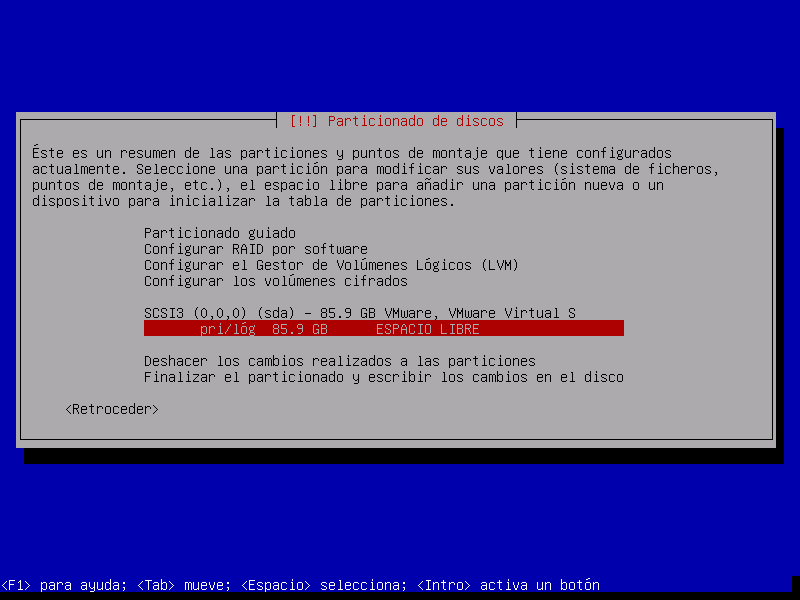 [!!] Particionado de discos
Éste es un resumen de las particiones y puntos de montaje que tiene configurados
actualmente. Seleccione una partición para modificar sus valores (sistema de ficheros,
puntos de montaje, etc.), el espacio libre para añadir una partición nueva o un
dispositivo para inicializar la tabla de particiones.
Particionado guiado
Configurar RAID por software
Configurar el Gestor de Volúmenes Lógicos (LVM)
Configurar los volúmenes cifrados
SCSI3 (0,0,0) (sda) - 85.9 GB VMware, VMware Virtual S
pri/lóg 85.9 GB ESPACIO LIBRE
Deshacer los cambios realizados a las particiones
Finalizar el particionado y escribir los cambios en el disco
<Retroceder>
<F1> para ayuda; <Tab> mueve; <Espacio> selecciona; <Intro> activa un botón